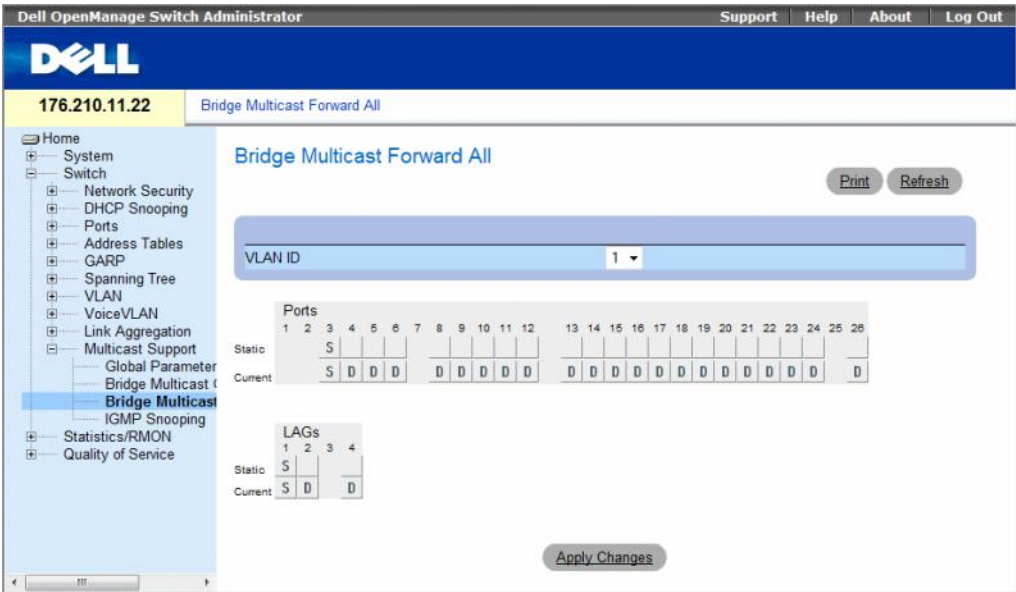 Dell OpenManage Switch Administrator
Support Help About Log Out
DELL
176.210.11.22
Bridge Multicast Forward All
Home
System
Switch
Network Security
DHCP Snooping
Ports
Address Tables
GARP
Spanning Tree
VLAN
VoiceVLAN
Link Aggregation
Multicast Support
Global Parameter
Bridge Multicast
Bridge Multicast
IGMP Snooping
Statistics/RMON
Quality of Service
Bridge Multicast Forward All
Print Refresh
VLAN ID 1
Ports
1 2 3 4 5 6 7 8 9 10 11 12 13 14 15 16 17 18 19 20 21 22 23 24 25 26
Static S
Current S D D D D D D D D D D D D D D D D D D D D D
LAGs
1 2 3 4
Static S
Current S D D
Apply Changes